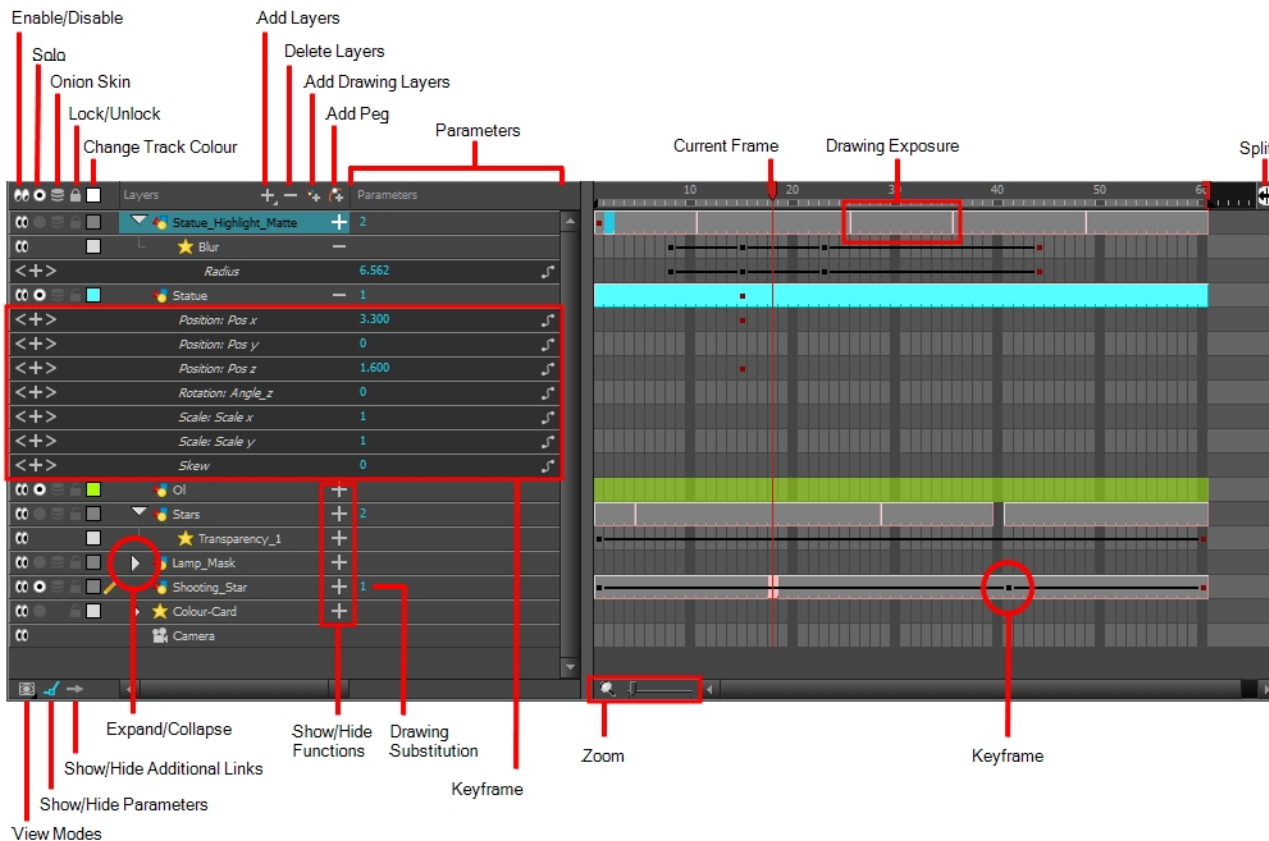 Enable/Disable
Add Layers
Solo
Delete Layers
Onion Skin
Add Drawing Layers
Lock/Unlock
Add Peg
Change Track Colour
Parameters
Current Frame
Drawing Exposure
Split
Layers
Parameters
10
20
30
40
50
60
Statue_Highlight_Matte
2
Blur
Radius
6.562
Statue
1
Position: Pos x
3.300
Position: Pos y
0
Position: Pos z
1.600
Rotation: Angle_z
0
Scale: Scale x
1
Scale: Scale y
1
Skew
0
Ol
Stars
2
Transparency_1
Lamp_Mask
Shooting_Star
1
Colour-Card
Camera
Expand/Collapse
Show/Hide
Functions
Drawing
Substitution
Zoom
Keyframe
Show/Hide Additional Links
Keyframe
Show/Hide Parameters
View Modes